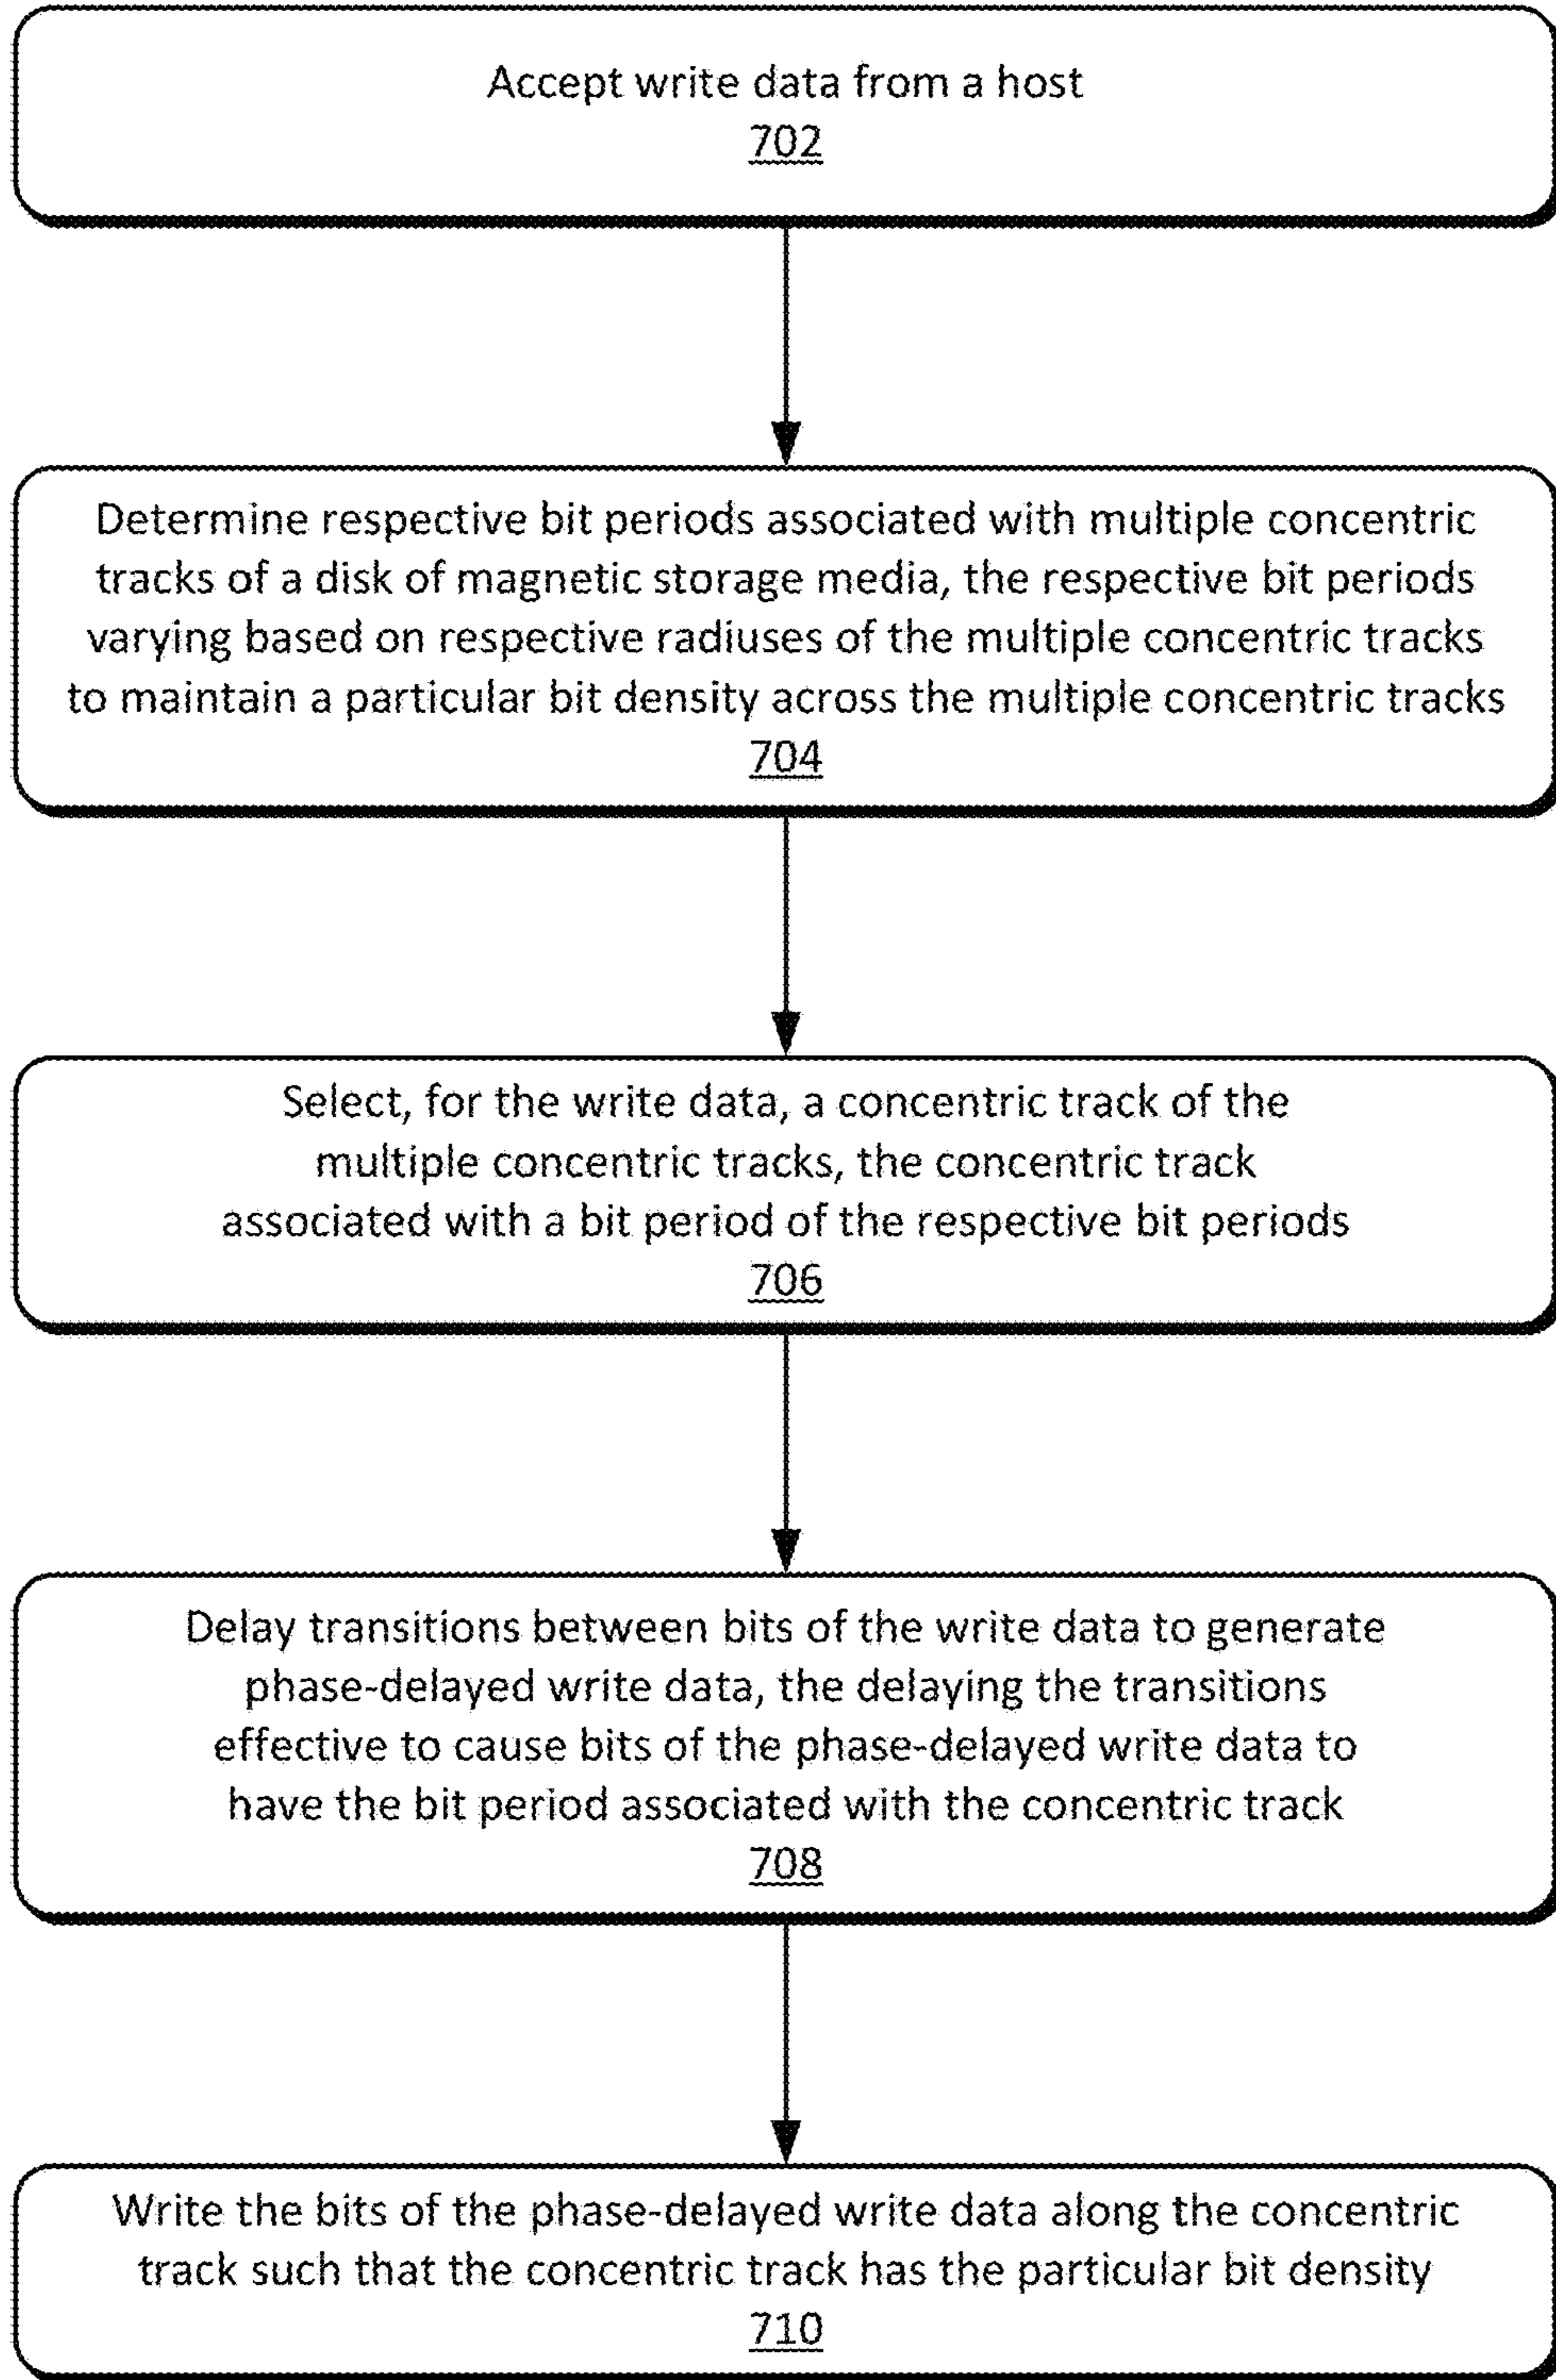 Accept write data from a host
702
Determine respective bit periods associated with multiple concentric
tracks of a disk of magnetic storage media, the respective bit periods
varying based on respective radiuses of the multiple concentric tracks
to maintain a particular bit density across the multiple concentric tracks
704
Select, for the write data, a concentric track of the
multiple concentric tracks, the concentric track
associated with a bit period of the respective bit periods
706
Delay transitions between bits of the write data to generate
phase-delayed write data, the delaying the transitions
effective to cause bits of the phase-delayed write data to
have the bit period associated with the concentric track
708
Write the bits of the phase-delayed write data along the concentric
track such that the concentric track has the particular bit density
710